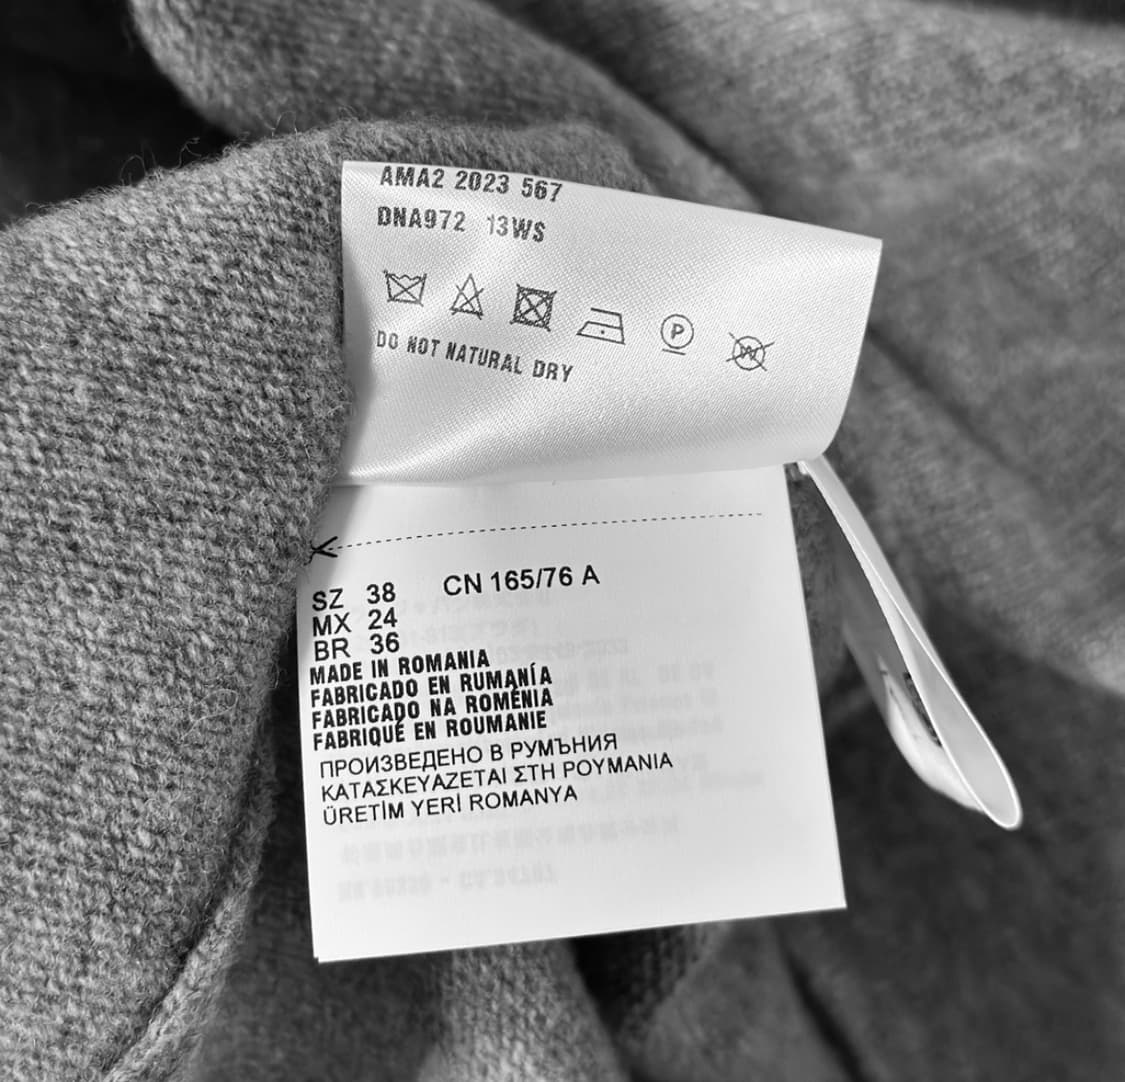 AMA2 2023 567
DNA972 13WS
P
W
DO NOT NATURAL DRY
SZ 38 CN 165/76 A
MX 24
BR 36
MADE IN ROMANIA
FABRICADO EN RUMANÍA
FABRICADO NA ROMÉNIA
FABRIQUÉ EN ROUMANIE
ПРОИЗВЕДЕНО В РУМЪНИЯ
ΚΑΤΑΣΚΕΥΑΖΕΤΑΙ ΣΤΗ ΡΟΥΜΑΝΙΑ
ÜRETİM YERİ ROMANYA